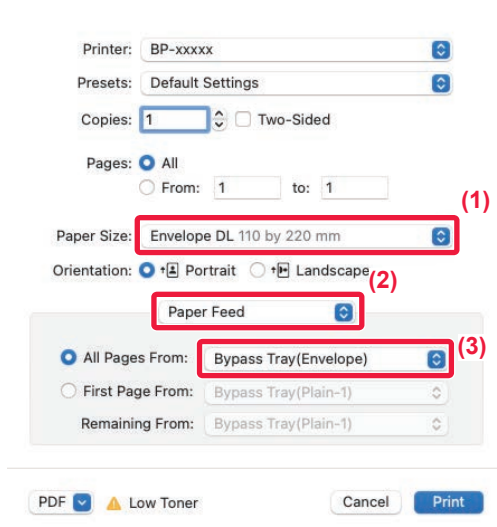 Printer: BP-xxxxx
Presets: Default Settings
Copies: 1 Two-Sided
Pages: All
From: 1 to: 1
(1)
Paper Size: Envelope DL 110 by 220 mm
Orientation: Portrait Landscape
(2)
Paper Feed
(3)
All Pages From: Bypass Tray(Envelope)
First Page From: Bypass Tray(Plain-1)
Remaining From: Bypass Tray(Plain-1)
PDF Low Toner Cancel Print